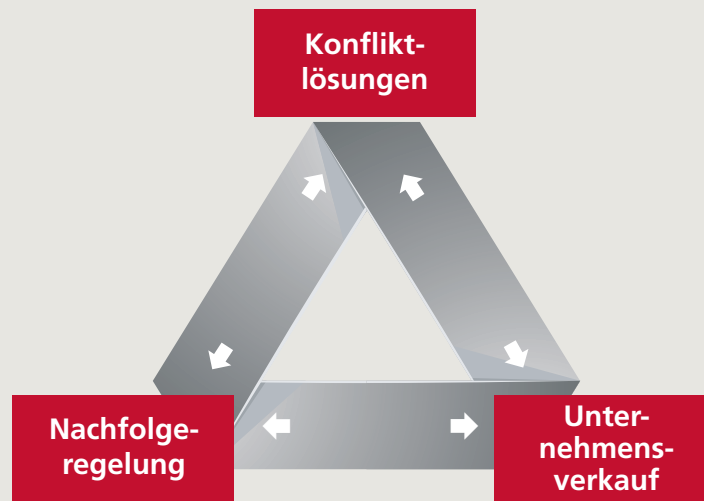 Konflikt-
lösungen
Nachfolge-
regelung
Unter-
nehmens-
verkauf